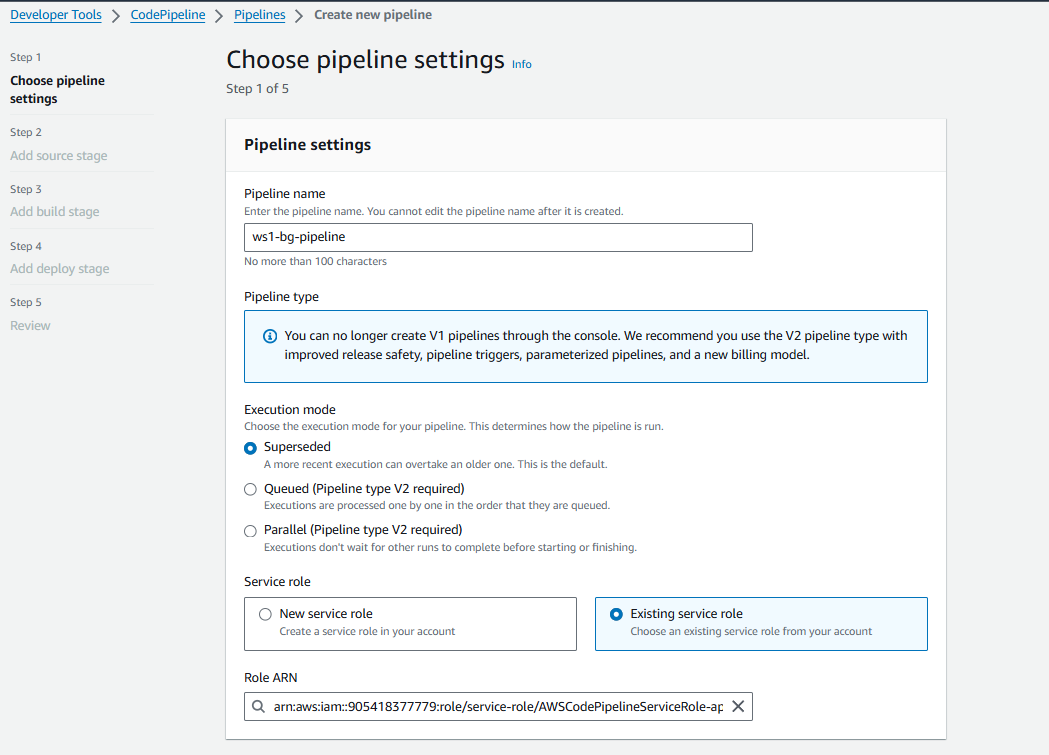 Developer Tools > CodePipeline > Pipelines > Create new pipeline
Step 1
Choose pipeline
settings
Step 2
Add source stage
Step 3
Add build stage
Step 4
Add deploy stage
Step 5
Review
Choose pipeline settings Info
Step 1 of 5
Pipeline settings
Pipeline name
Enter the pipeline name. You cannot edit the pipeline name after it is created.
ws1-bg-pipeline
No more than 100 characters
Pipeline type
You can no longer create V1 pipelines through the console. We recommend you use the V2 pipeline type with
improved release safety, pipeline triggers, parameterized pipelines, and a new billing model.
Execution mode
Choose the execution mode for your pipeline. This determines how the pipeline is run.
Superseded
A more recent execution can overtake an older one. This is the default.
Queued (Pipeline type V2 required)
Executions are processed one by one in the order that they are queued.
Parallel (Pipeline type V2 required)
Executions don't wait for other runs to complete before starting or finishing.
Service role
New service role
Create a service role in your account
Existing service role
Choose an existing service role from your account
Role ARN
arn:aws:iam::905418377779:role/service-role/AWSCodePipelineServiceRole-ap